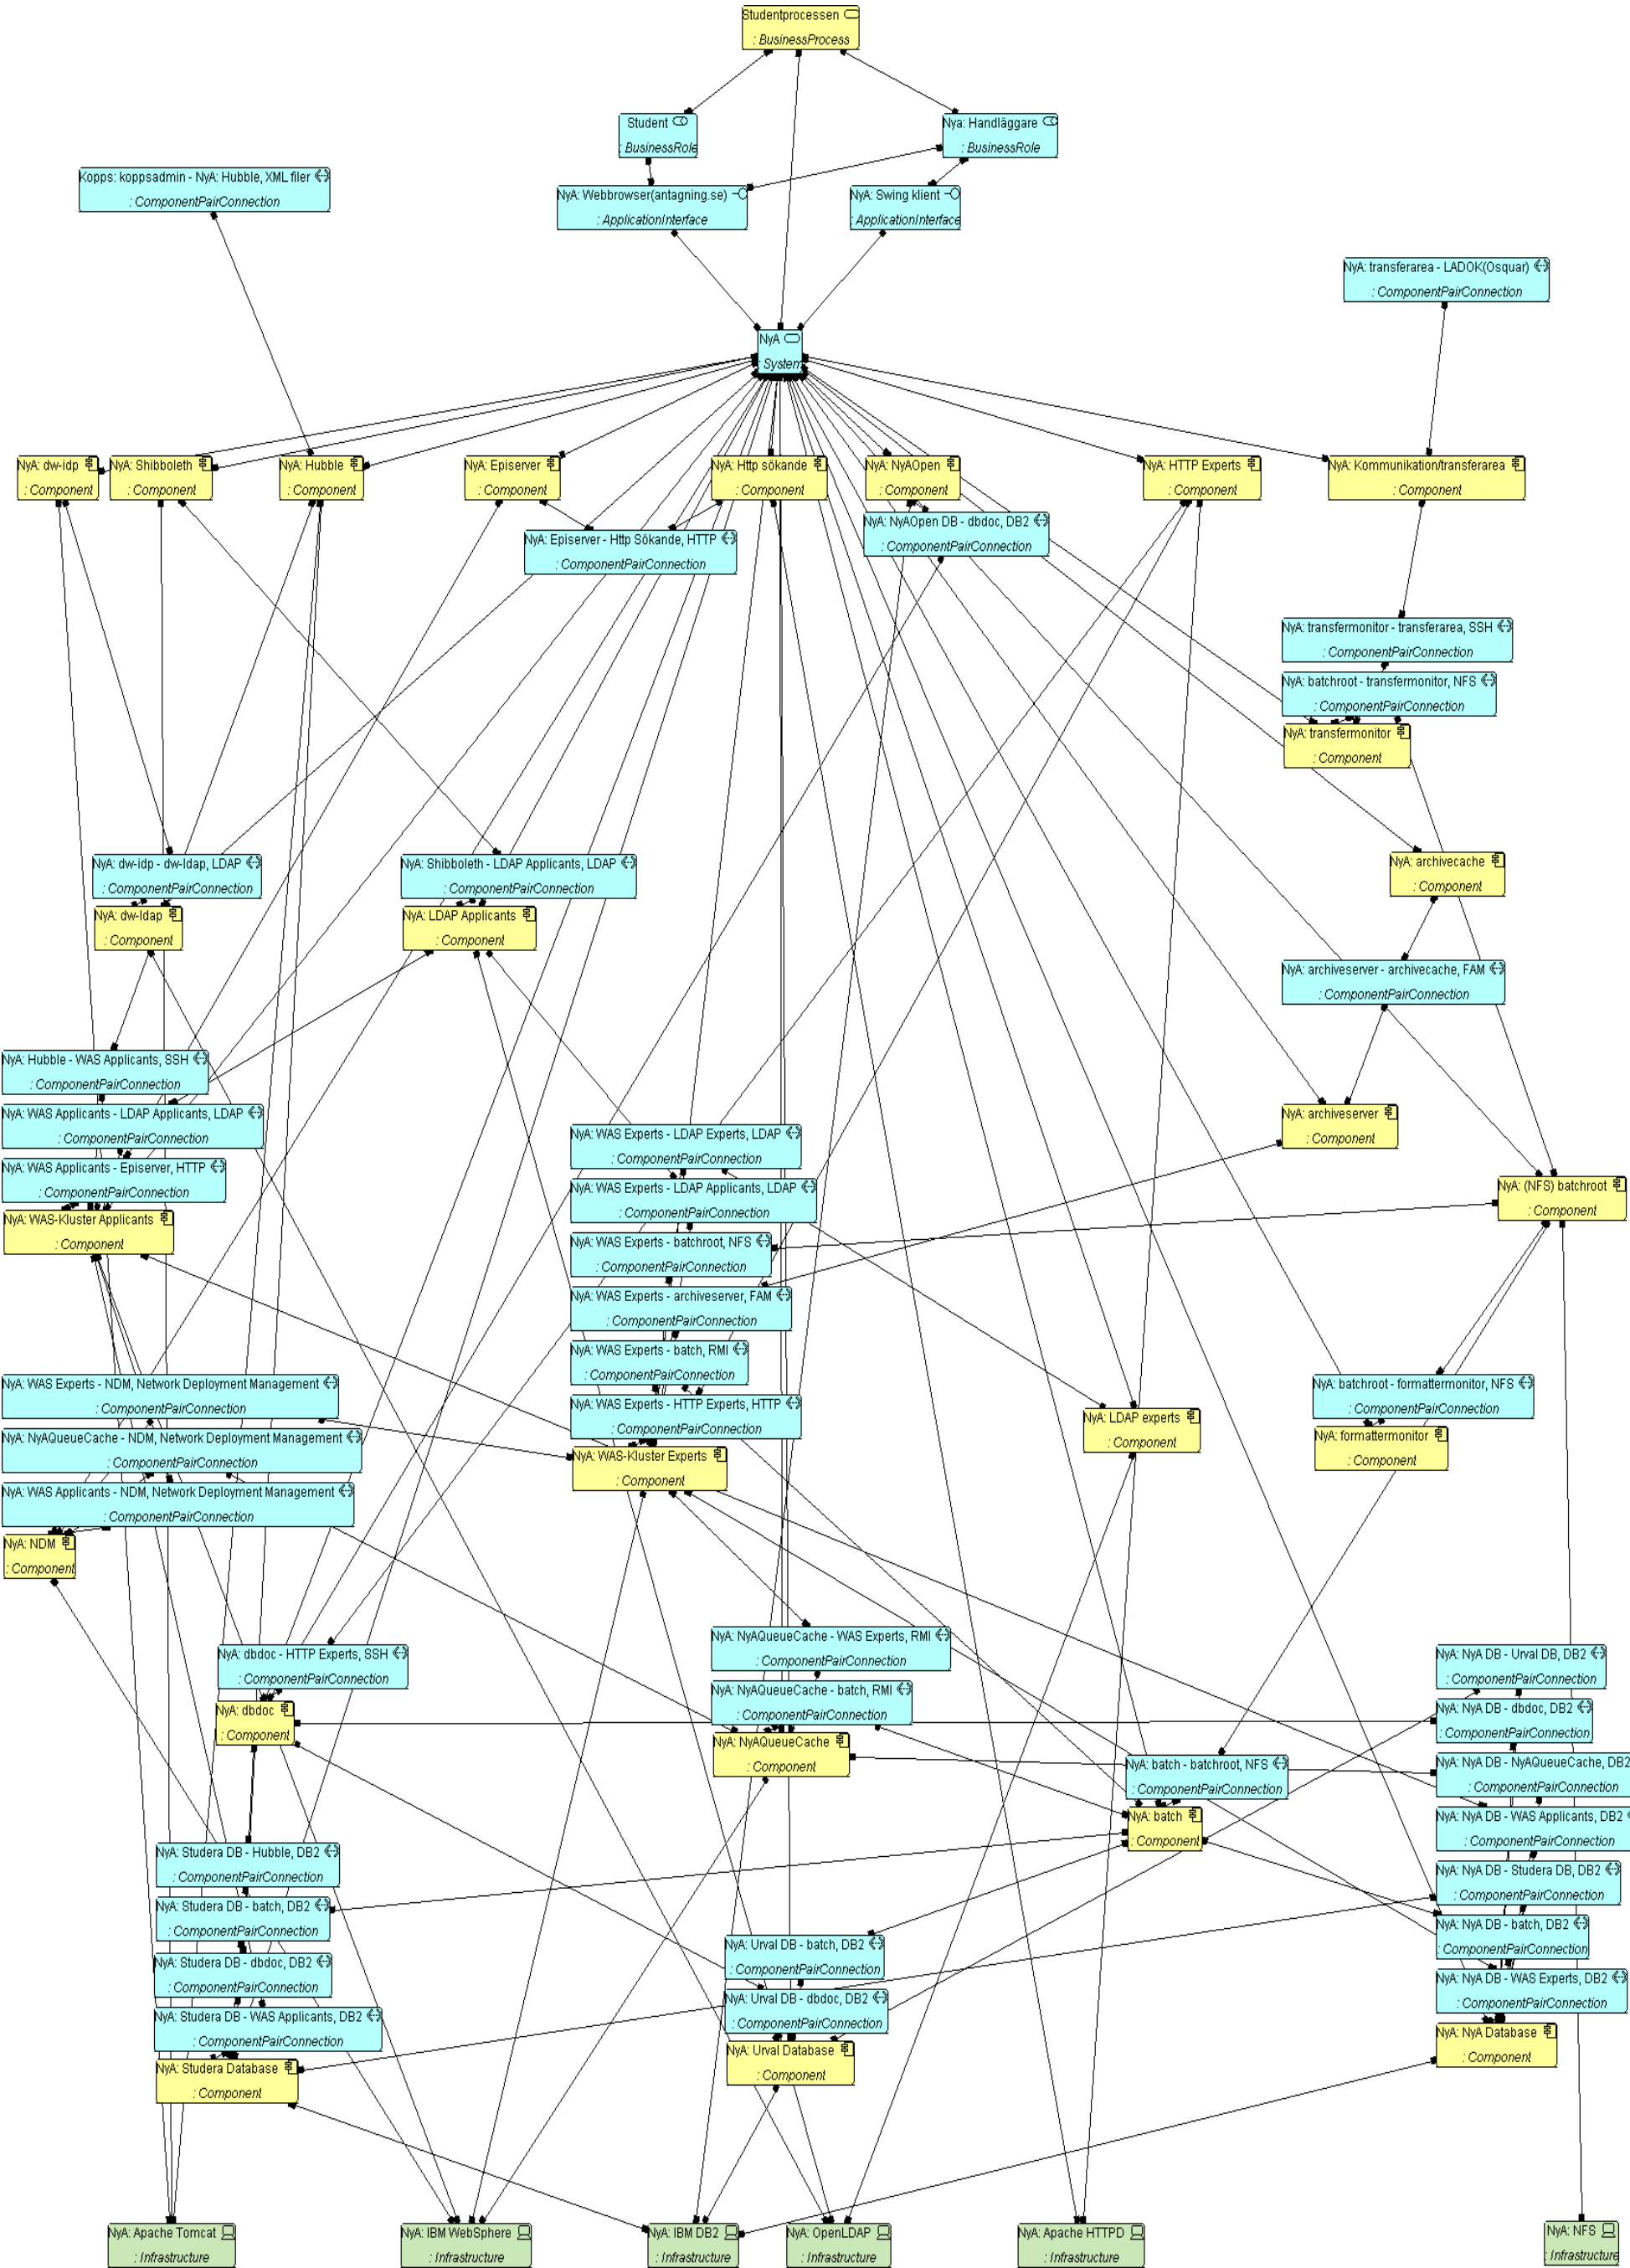 Studentprocessen
: BusinessProcess
Student
: BusinessRole
Nya: Handläggare
: BusinessRole
Kopps: koppsadmin - NyA: Hubble, XML filer
: ComponentPairConnection
NyA: Webbrowser(antagning.se)
: ApplicationInterface
NyA: Swing klient
: ApplicationInterface
NyA: transferarea - LADOK(Osquar)
: ComponentPairConnection
NyA
: System
NyA: dw-idp
: Component
NyA: Shibboleth
: Component
NyA: Hubble
: Component
NyA: Episerver
: Component
NyA: Http sökande
: Component
NyA: NyAOpen
: Component
NyA: HTTP Experts
: Component
NyA: Kommunikation/transferarea
: Component
NyA: NyAOpen DB - dbdoc, DB2
: ComponentPairConnection
NyA: Episerver - Http Sökande, HTTP
: ComponentPairConnection
NyA: transfermonitor - transferarea, SSH
: ComponentPairConnection
NyA: batchroot - transfermonitor, NFS
: ComponentPairConnection
NyA: transfermonitor
: Component
NyA: dw-idp - dw-ldap, LDAP
: ComponentPairConnection
NyA: Shibboleth - LDAP Applicants, LDAP
: ComponentPairConnection
NyA: archivecache
: Component
NyA: dw-ldap
: Component
NyA: LDAP Applicants
: Component
NyA: archiveserver - archivecache, FAM
: ComponentPairConnection
NyA: Hubble - WAS Applicants, SSH
: ComponentPairConnection
NyA: WAS Applicants - LDAP Applicants, LDAP
: ComponentPairConnection
NyA: archiveserver
: Component
NyA: WAS Experts - LDAP Experts, LDAP
: ComponentPairConnection
NyA: WAS Applicants - Episerver, HTTP
: ComponentPairConnection
NyA: WAS Experts - LDAP Applicants, LDAP
: ComponentPairConnection
NyA: (NFS) batchroot
: Component
NyA: WAS-Kluster Applicants
: Component
NyA: WAS Experts - batchroot, NFS
: ComponentPairConnection
NyA: WAS Experts - archiveserver, FAM
: ComponentPairConnection
NyA: WAS Experts - batch, RMI
: ComponentPairConnection
NyA: WAS Experts - NDM, Network Deployment Management
: ComponentPairConnection
NyA: batchroot - formattermonitor, NFS
: ComponentPairConnection
NyA: WAS Experts - HTTP Experts, HTTP
: ComponentPairConnection
NyA: LDAP experts
: Component
NyA: NyAQueueCache - NDM, Network Deployment Management
: ComponentPairConnection
NyA: formattermonitor
: Component
NyA: WAS-Kluster Experts
: Component
NyA: WAS Applicants - NDM, Network Deployment Management
: ComponentPairConnection
NyA: NDM
: Component
NyA: NyAQueueCache - WAS Experts, RMI
: ComponentPairConnection
NyA: dbdoc - HTTP Experts, SSH
: ComponentPairConnection
NyA: NyA DB - Urval DB, DB2
: ComponentPairConnection
NyA: NyAQueueCache - batch, RMI
: ComponentPairConnection
NyA: dbdoc
: Component
NyA: NyA DB - dbdoc, DB2
: ComponentPairConnection
NyA: NyAQueueCache
: Component
NyA: batch - batchroot, NFS
: ComponentPairConnection
NyA: NyA DB - NyAQueueCache, DB2
: ComponentPairConnection
NyA: batch
: Component
NyA: NyA DB - WAS Applicants, DB2
: ComponentPairConnection
NyA: Studera DB - Hubble, DB2
: ComponentPairConnection
NyA: NyA DB - Studera DB, DB2
: ComponentPairConnection
NyA: Studera DB - batch, DB2
: ComponentPairConnection
NyA: NyA DB - batch, DB2
: ComponentPairConnection
NyA: Urval DB - batch, DB2
: ComponentPairConnection
NyA: Studera DB - dbdoc, DB2
: ComponentPairConnection
NyA: NyA DB - WAS Experts, DB2
: ComponentPairConnection
NyA: Urval DB - dbdoc, DB2
: ComponentPairConnection
NyA: Studera DB - WAS Applicants, DB2
: ComponentPairConnection
NyA: NyA Database
: Component
NyA: Urval Database
: Component
NyA: Studera Database
: Component
NyA: Apache Tomcat
: Infrastructure
NyA: IBM WebSphere
: Infrastructure
NyA: IBM DB2
: Infrastructure
NyA: OpenLDAP
: Infrastructure
NyA: Apache HTTPD
: Infrastructure
NyA: NFS
: Infrastructure